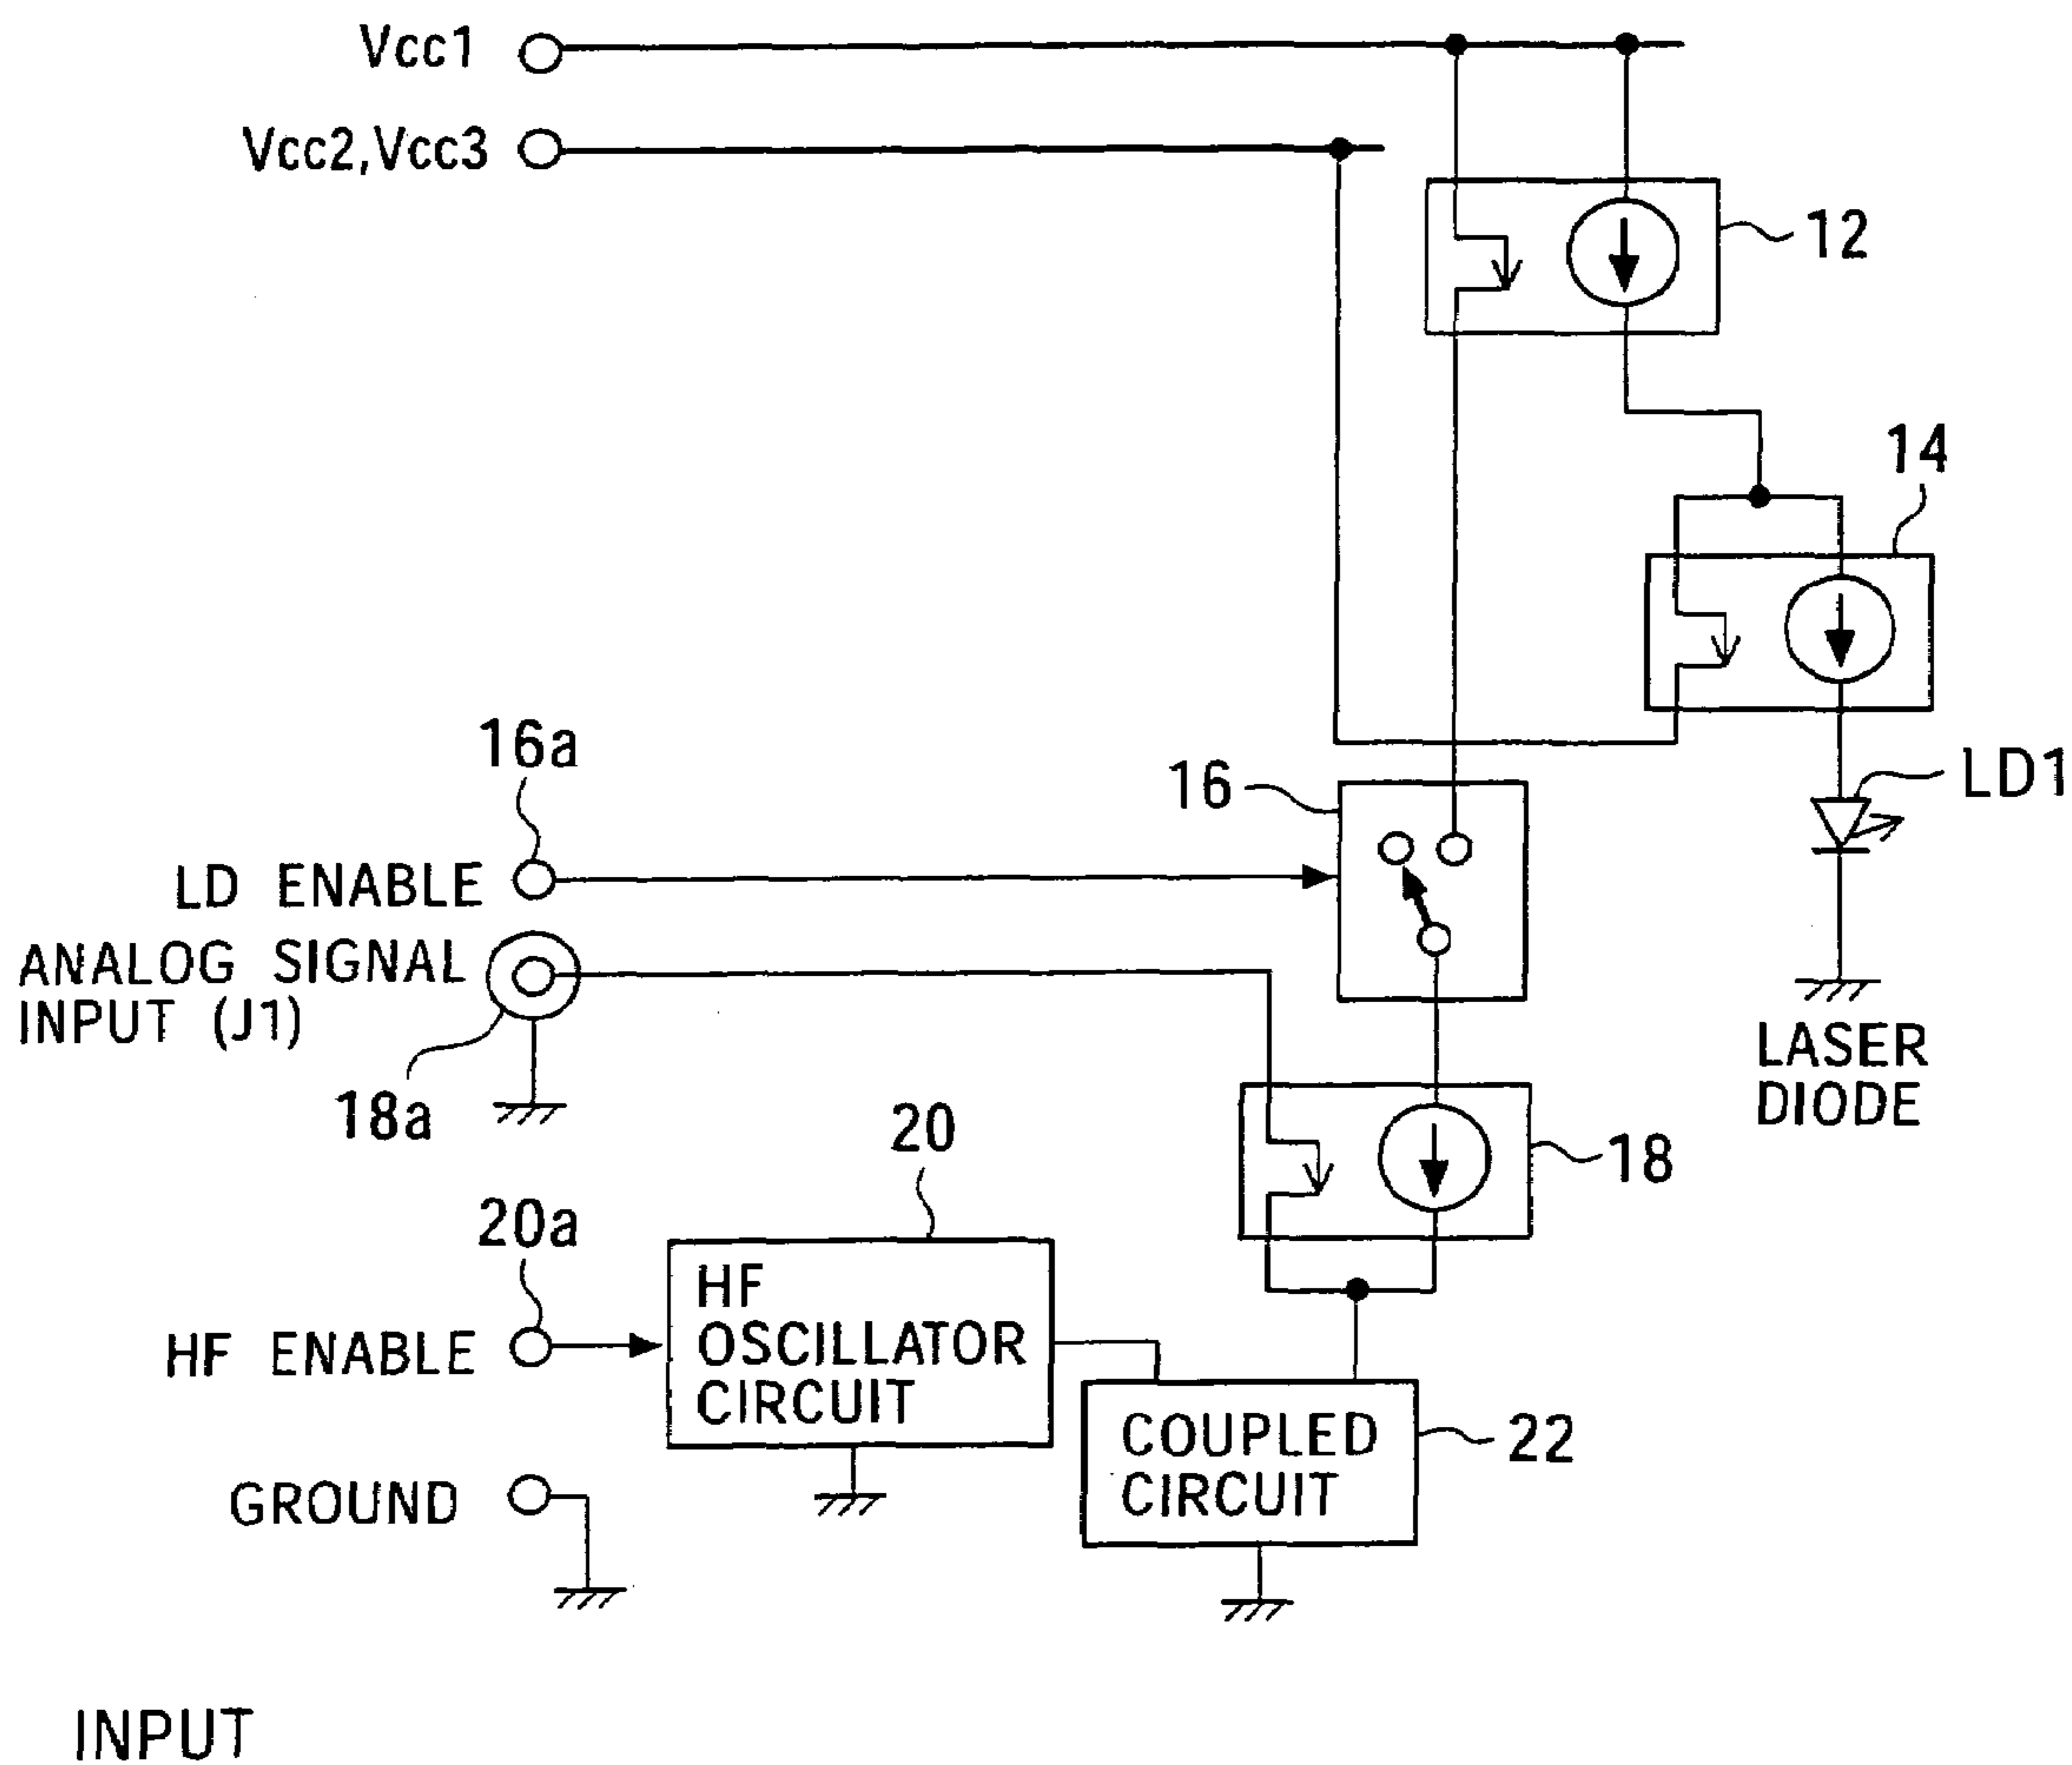 Vcc1
Vcc2,Vcc3
12
14
16a
16
LD1
LD ENABLE
ANALOG SIGNAL
INPUT (J1)
18a
LASER
DIODE
20
18
20a
HF
OSCILLATOR
CIRCUIT
HF ENABLE
COUPLED
CIRCUIT
22
GROUND
INPUT